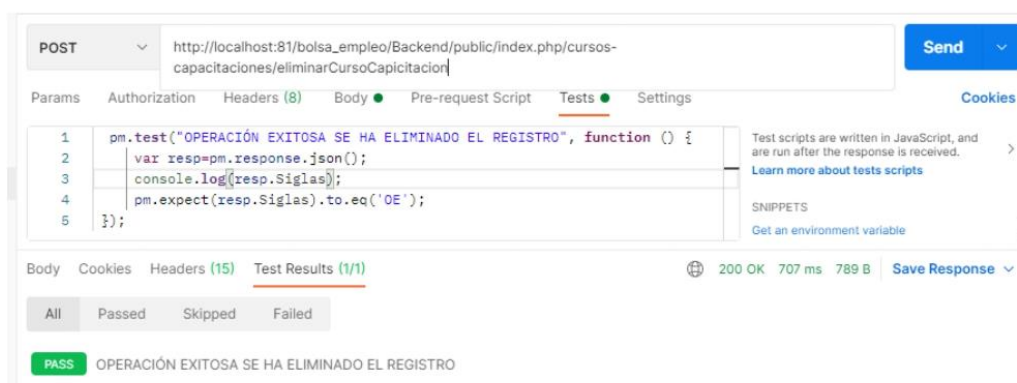 POST
http://localhost:81/bolsa_empleo/Backend/public/index.php/cursos-
capacitaciones/eliminarCursoCapicitacion
Send
Params Authorization Headers (8) Body Pre-request Script Tests Settings Cookies
1 pm.test("OPERACIÓN EXITOSA SE HA ELIMINADO EL REGISTRO", function () {
2 var resp=pm.response.json();
3 console.log(resp.Siglas);
4 pm.expect(resp.Siglas).to.eq('OE');
5 });
Test scripts are written in JavaScript, and
are run after the response is received.
Learn more about tests scripts
SNIPPETS
Get an environment variable
Body Cookies Headers (15) Test Results (1/1) 200 OK 707 ms 789 B Save Response
All Passed Skipped Failed
PASS OPERACIÓN EXITOSA SE HA ELIMINADO EL REGISTRO